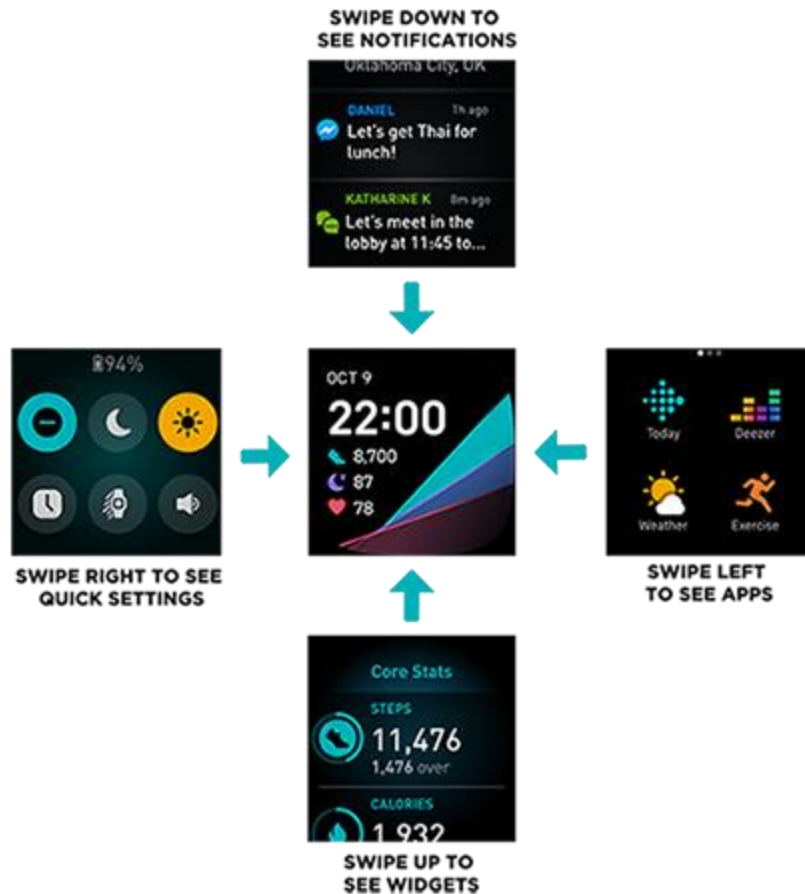 SWIPE DOWN TO
SEE NOTIFICATIONS
Oklahoma City, OK
DANIEL 1h ago
Let's get Thai for
lunch!
KATHARINE K 8m ago
Let's meet in the
lobby at 11:45 to...
94%
SWIPE RIGHT TO SEE
QUICK SETTINGS
OCT 9
22:00
8,700
87
78
Today Deezer
Weather Exercise
SWIPE LEFT
TO SEE APPS
Core Stats
STEPS
11,476
1,476 over
CALORIES
1,932
SWIPE UP TO
SEE WIDGETS